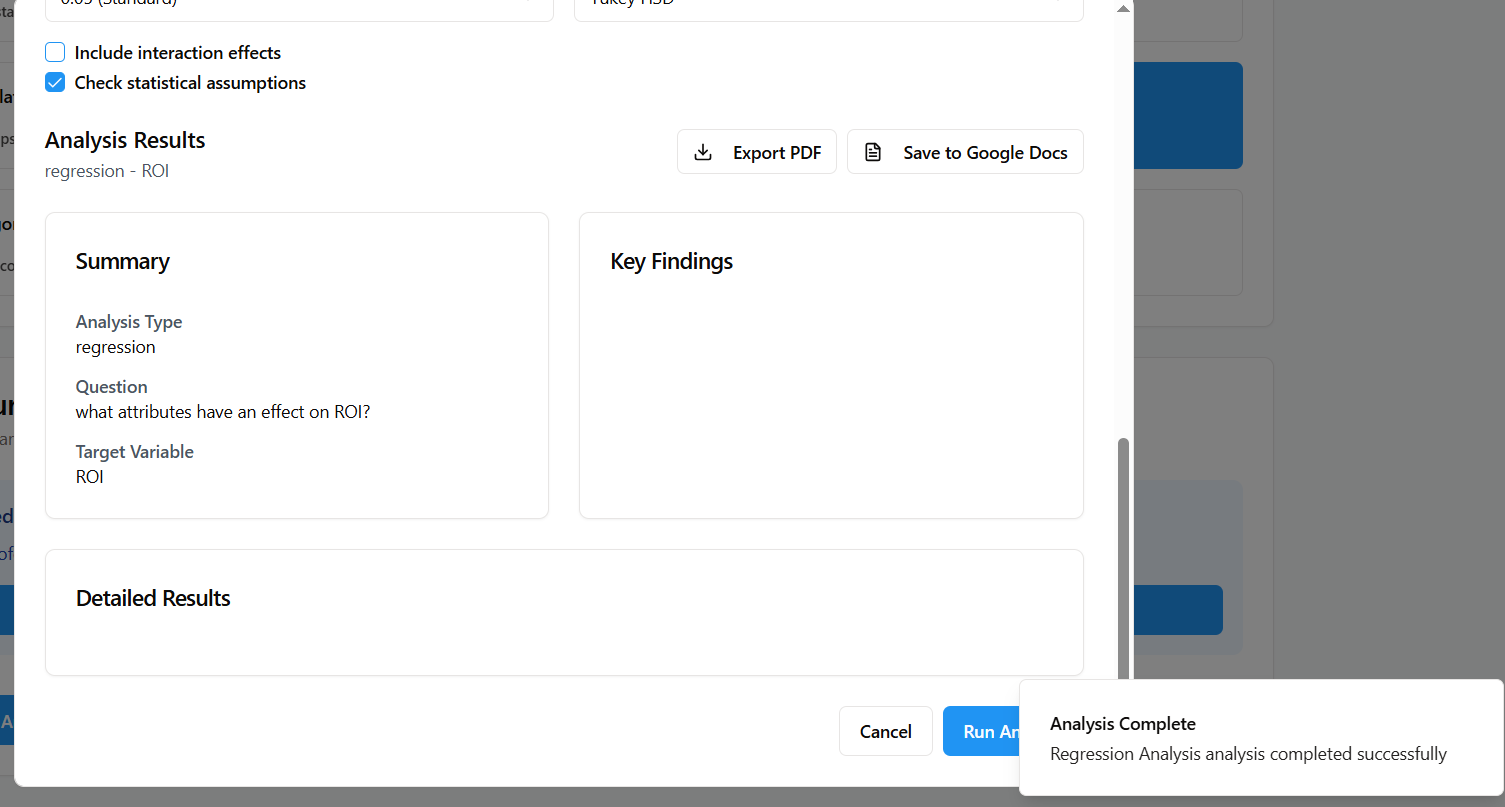 0.05 (Standard)
Tukey HSD
Include interaction effects
Check statistical assumptions
Analysis Results
regression - ROI
Export PDF
Save to Google Docs
Summary
Analysis Type
regression
Question
what attributes have an effect on ROI?
Target Variable
ROI
Key Findings
Detailed Results
Cancel
Run An
Analysis Complete
Regression Analysis analysis completed successfully